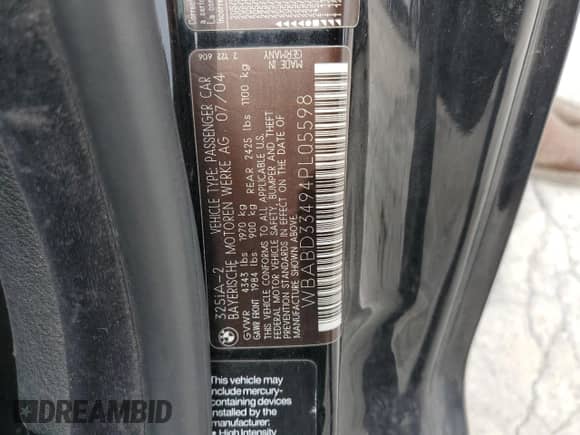 325iA-2 VEHICLE TYPE: PASSENGER CAR 2 122 606
BAYERISCHE MOTOREN WERKE AG 07/04 MADE IN GERMANY
GVWR 4343 lbs 1970 kg
GAWR FRONT 1984 lbs 900 kg REAR 2425 lbs 1100 kg
THIS VEHICLE CONFORMS TO ALL APPLICABLE U.S.
FEDERAL MOTOR VEHICLE SAFETY, BUMPER AND THEFT
PREVENTION STANDARDS IN EFFECT ON THE DATE OF
MANUFACTURE SHOWN ABOVE.
WBABD33494PL05598
This vehicle may
include mercury-
containing devices
installed by the
manufacturer:
• High Intensity
DREAMBID